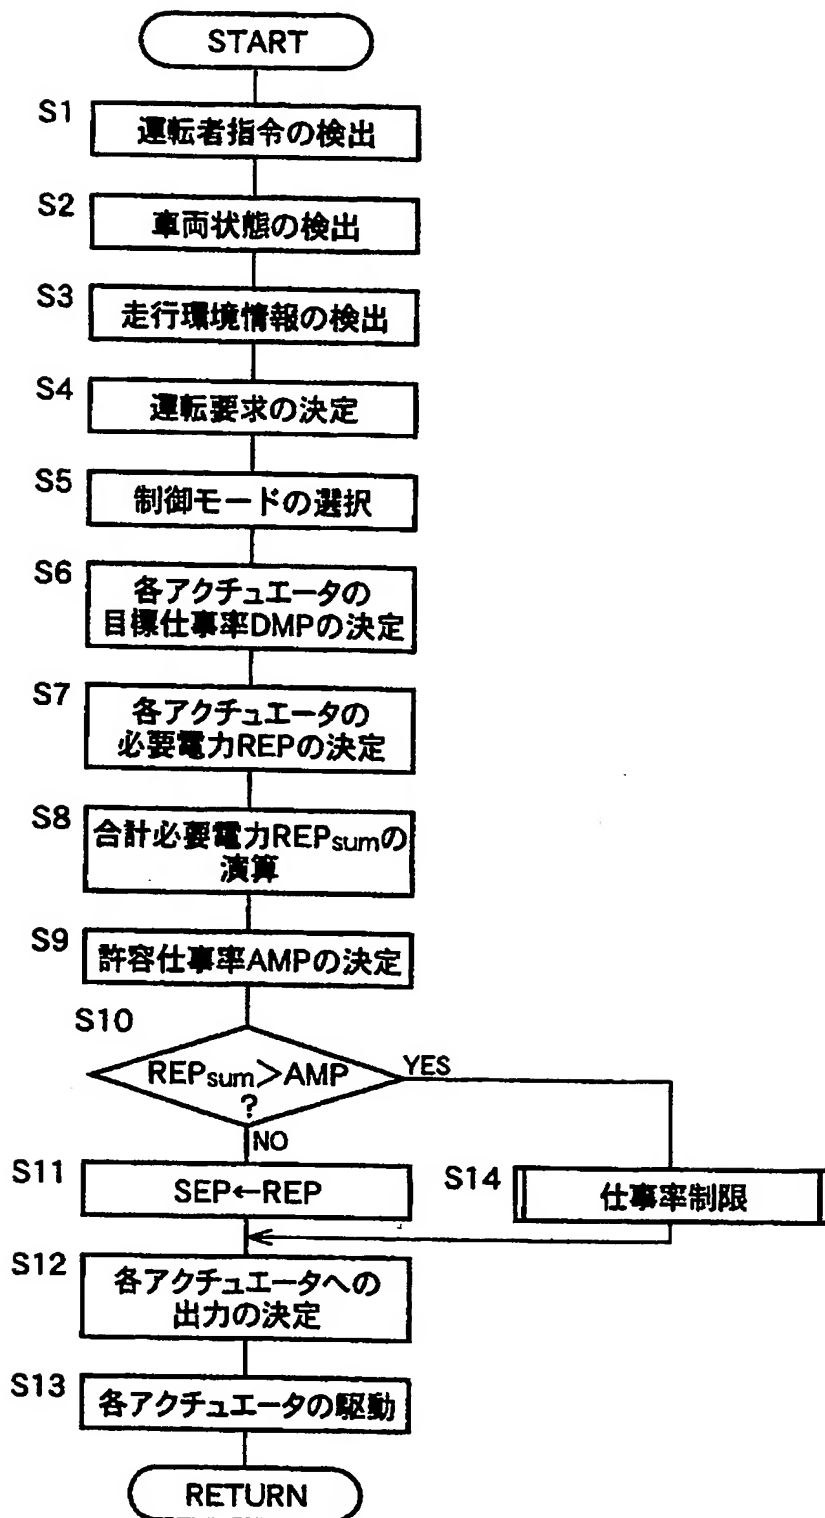 START
S1
運転者指令の検出
S2
車両状態の検出
S3
走行環境情報の検出
S4
運転要求の決定
S5
制御モードの選択
S6
各アクチュエータの
目標仕事率DMPの決定
S7
各アクチュエータの
必要電力REPの決定
S8
合計必要電力REPsumの
演算
S9
許容仕事率AMPの決定
S10
REPsum>AMP
?
YES
NO
S11
SEP←REP
S14
仕事率制限
S12
各アクチュエータへの
出力の決定
S13
各アクチュエータの駆動
RETURN